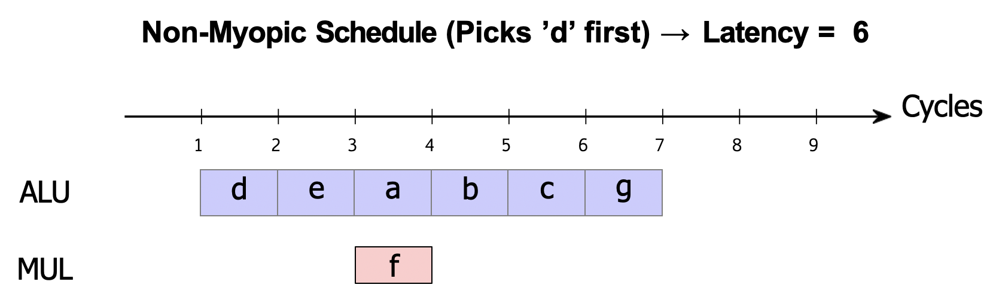 Non-Myopic Schedule (Picks ’d’ first) → Latency = 6
Cycles
1 2 3 4 5 6 7 8 9
ALU d e a b c g
MUL f